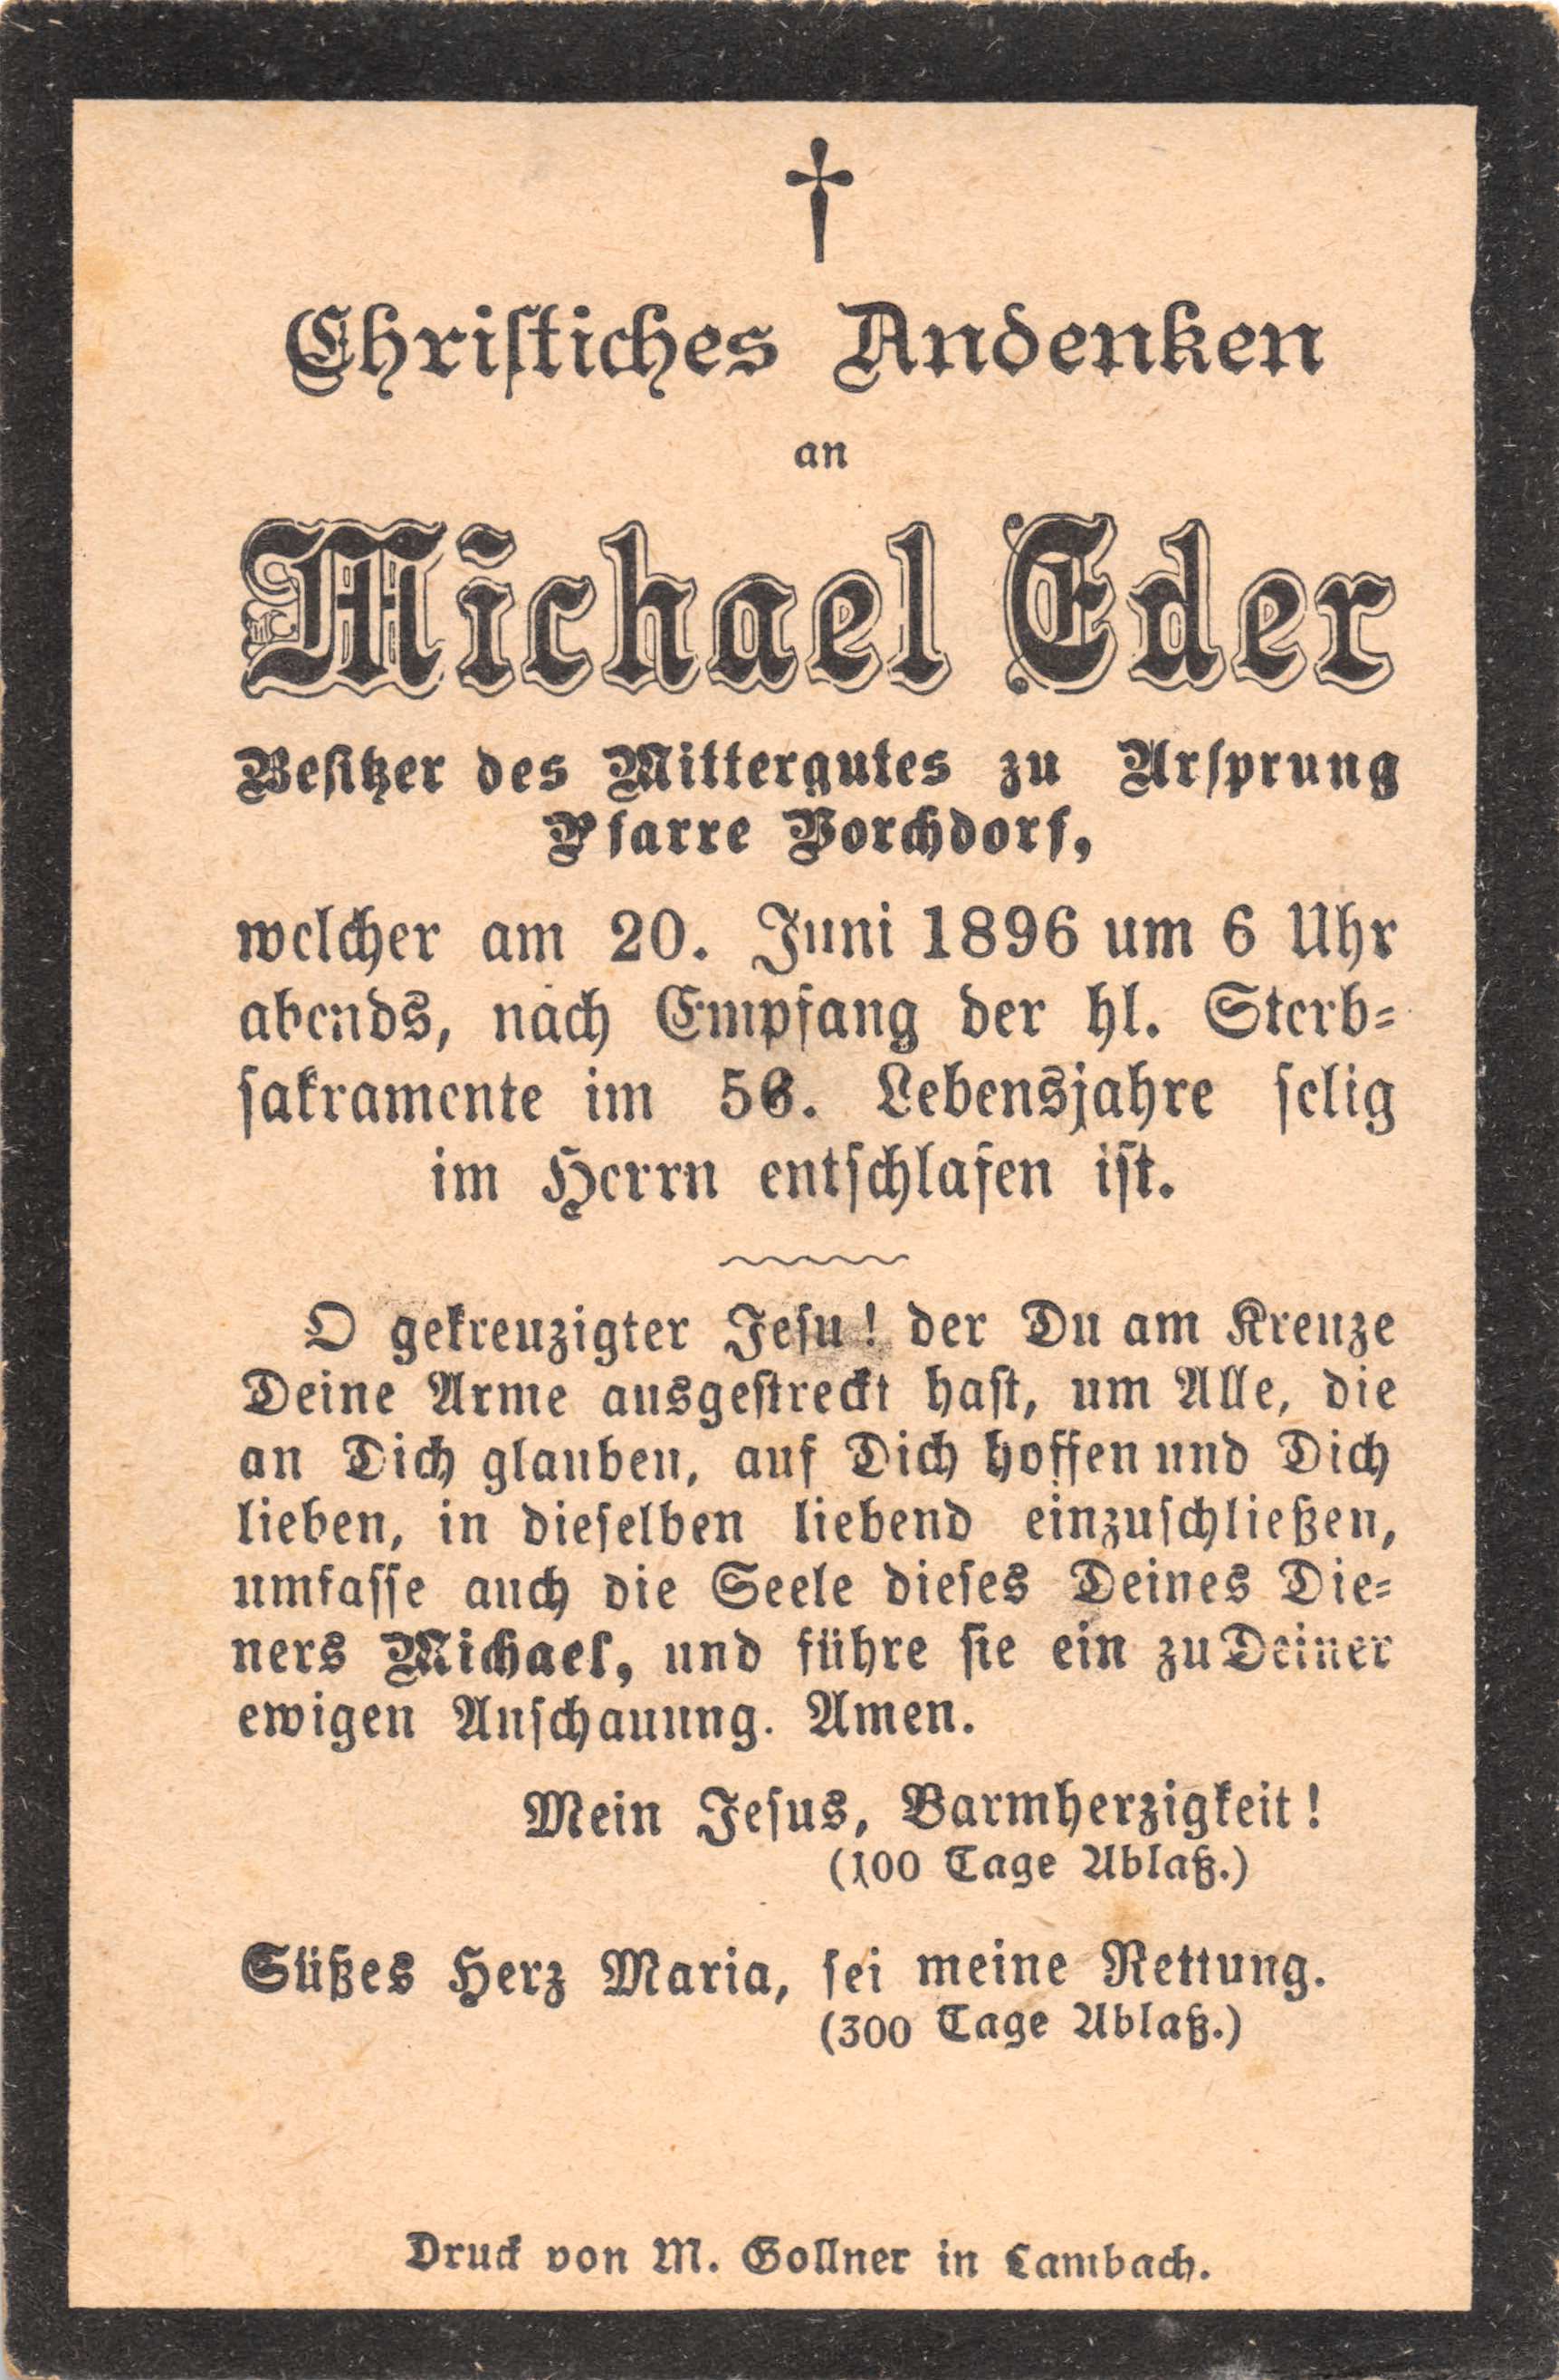 †
Christiches Andenken
an
Michael Eder
Besitzer des Mittergutes zu Ursprung
Pfarre Vorchdorf,
welcher am 20. Juni 1896 um 6 Uhr
abends, nach Empfang der hl. Sterb-
sakramente im 56. Lebensjahre selig
im Herrn entschlafen ist.
O gekreuzigter Jesu! der Du am Kreuze
Deine Arme ausgestreckt hast, um Alle, die
an Dich glauben, auf Dich hoffen und Dich
lieben, in dieselben liebend einzuschließen,
umfasse auch die Seele dieses Deines Die-
ners Michael, und führe sie ein zu Deiner
ewigen Anschauung. Amen.
Mein Jesus, Barmherzigkeit!
(100 Tage Ablaß.)
Süßes Herz Maria, sei meine Rettung.
(300 Tage Ablaß.)
Druck von M. Gollner in Lambach.